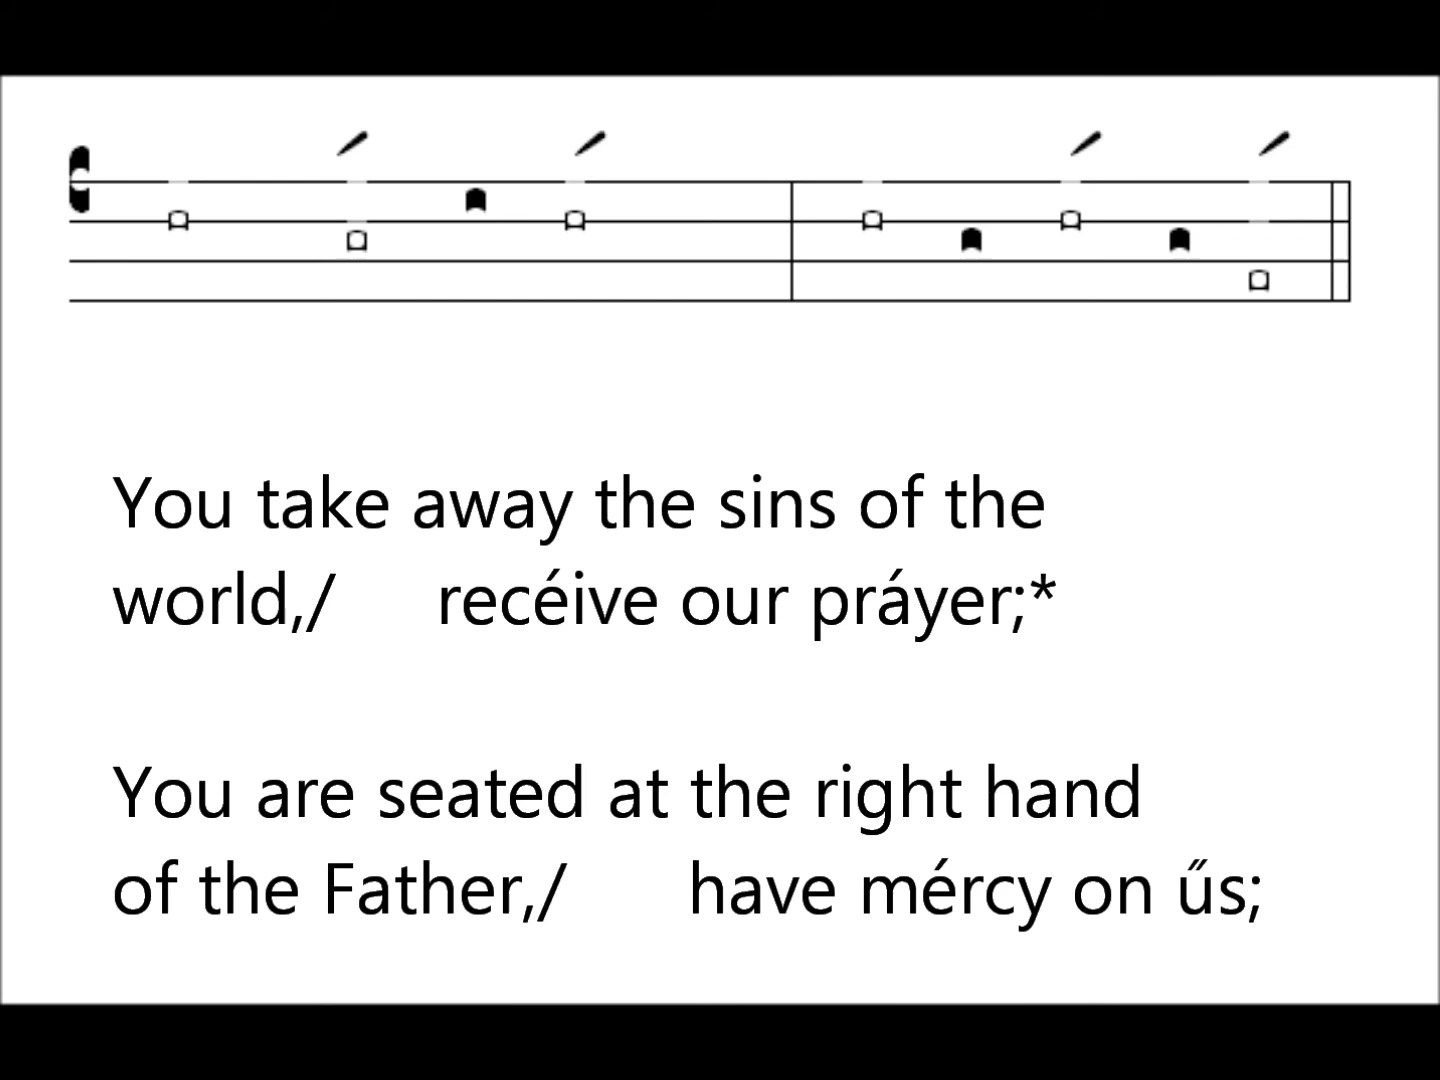 You take away the sins of the
world,/ recéive our práyer;*
You are seated at the right hand
of the Father,/ have mércy on űs;